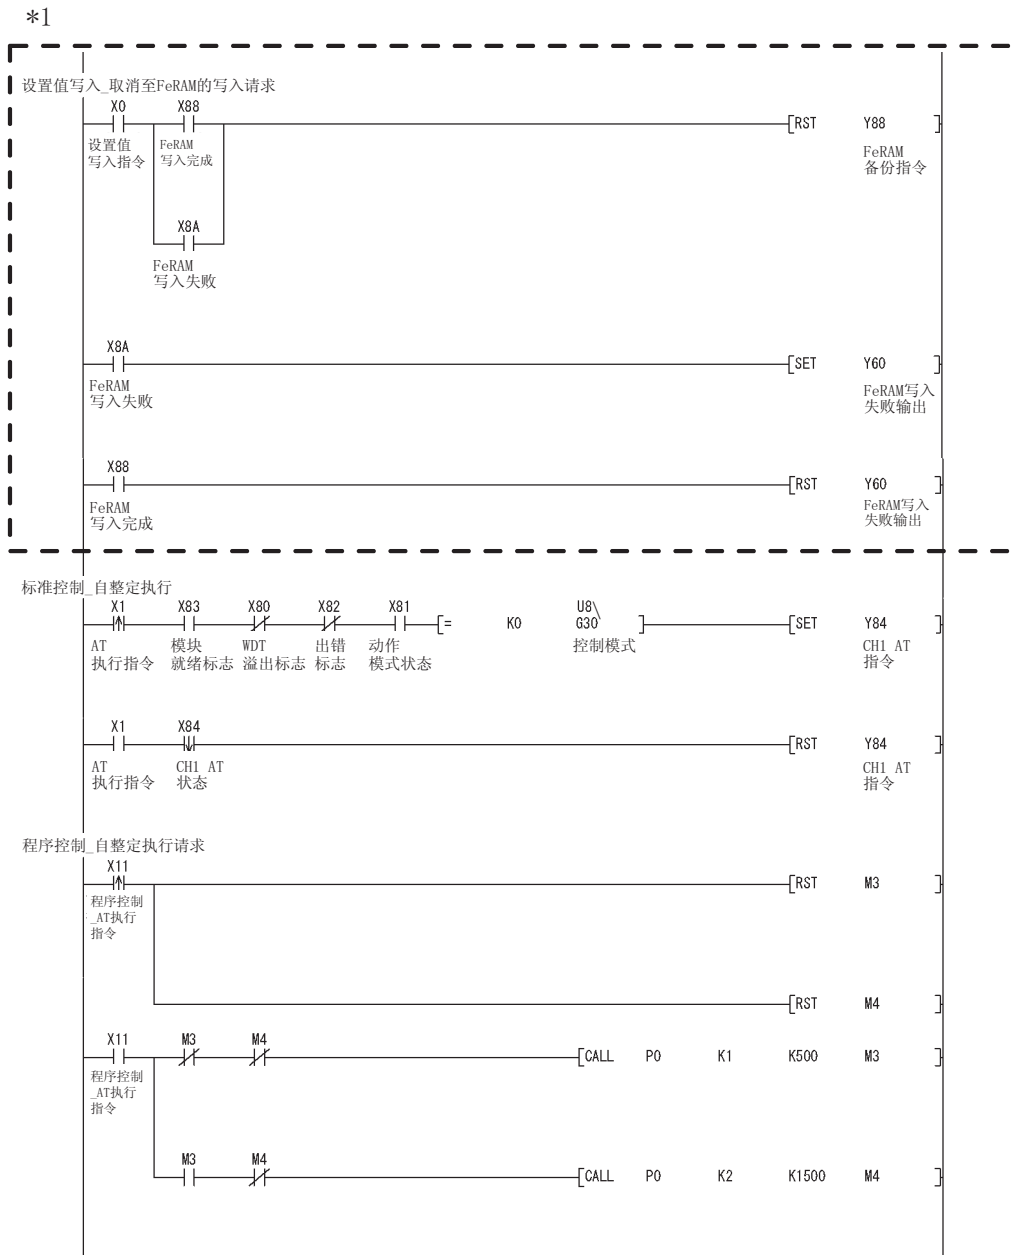 *1
设置值写入_取消至FeRAM的写入请求
X0 X88
RST Y88
设置值 FeRAM
写入指令 写入完成
FeRAM
备份指令
X8A
FeRAM
写入失败
X8A
SET Y60
FeRAM
写入失败
FeRAM写入
失败输出
X88
RST Y60
FeRAM
写入完成
FeRAM写入
失败输出
标准控制_自整定执行
X1 X83 X80 X82 X81 U8\
= K0 G30 SET Y84
AT 模块 WDT 出错 动作 控制模式 CH1 AT
执行指令 就绪标志 溢出标志 标志 模式状态 指令
X1 X84
RST Y84
AT CH1 AT CH1 AT
执行指令 状态 指令
程序控制_自整定执行请求
X11
RST M3
程序控制
_AT执行
指令
RST M4
X11 M3 M4
CALL P0 K1 K500 M3
程序控制
_AT执行
指令
M3 M4
CALL P0 K2 K1500 M4